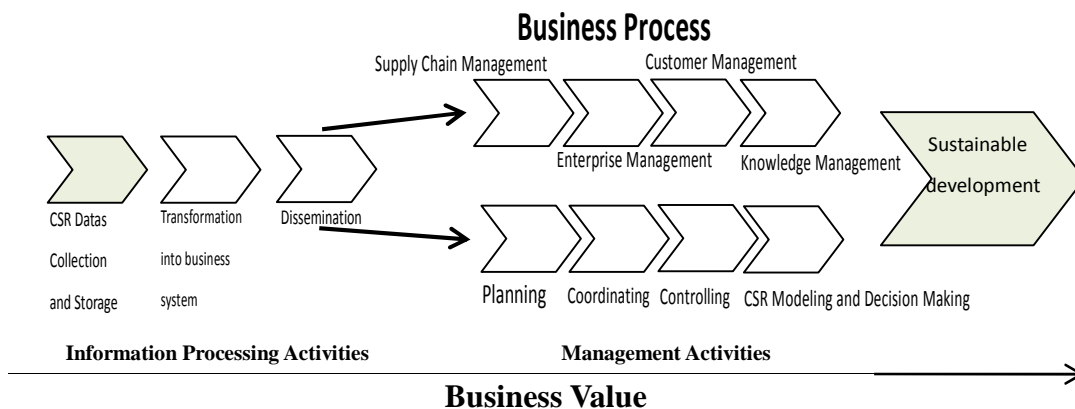 Business Process
Supply Chain Management
Customer Management
Enterprise Management
Knowledge Management
Sustainable
development
CSR Datas
Collection
and Storage
Transformation
into business
system
Dissemination
Planning
Coordinating
Controlling
CSR Modeling and Decision Making
Information Processing Activities
Management Activities
Business Value